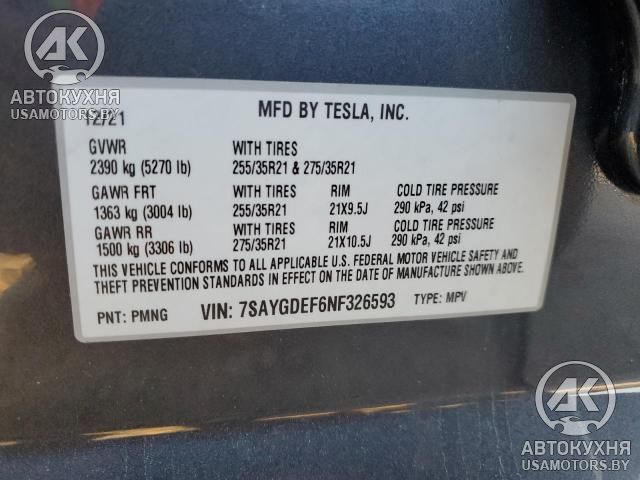 АК
АВТОКУХНЯ
USAMOTORS.BY
12/21
MFD BY TESLA, INC.
GVWR
WITH TIRES
2390 kg (5270 lb)
255/35R21 & 275/35R21
GAWR FRT
WITH TIRES
RIM
COLD TIRE PRESSURE
1363 kg (3004 lb)
255/35R21
21X9.5J
290 kPa, 42 psi
GAWR RR
WITH TIRES
RIM
COLD TIRE PRESSURE
1500 kg (3306 lb)
275/35R21
21X10.5J
290 kPa, 42 psi
THIS VEHICLE CONFORMS TO ALL APPLICABLE U.S. FEDERAL MOTOR VEHICLE SAFETY AND
THEFT PREVENTION STANDARDS IN EFFECT ON THE DATE OF MANUFACTURE SHOWN ABOVE.
PNT: PMNG
VIN: 7SAYGDEF6NF326593
TYPE: MPV
АК
АВТОКУХНЯ
USAMOTORS.BY